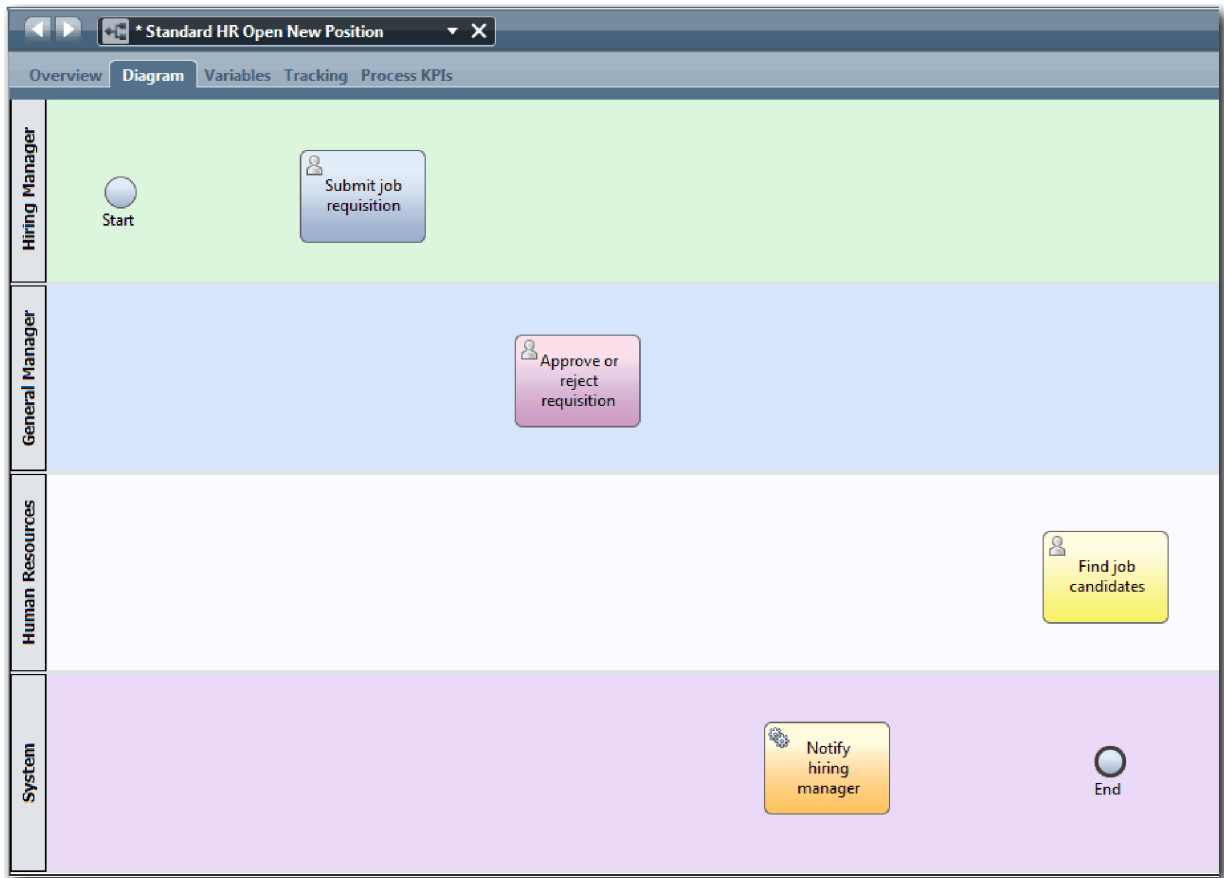 * Standard HR Open New Position
Overview Diagram Variables Tracking Process KPIs
Hiring Manager
Start
Submit job
requisition
General Manager
Approve or
reject
requisition
Human Resources
Find job
candidates
System
Notify
hiring
manager
End